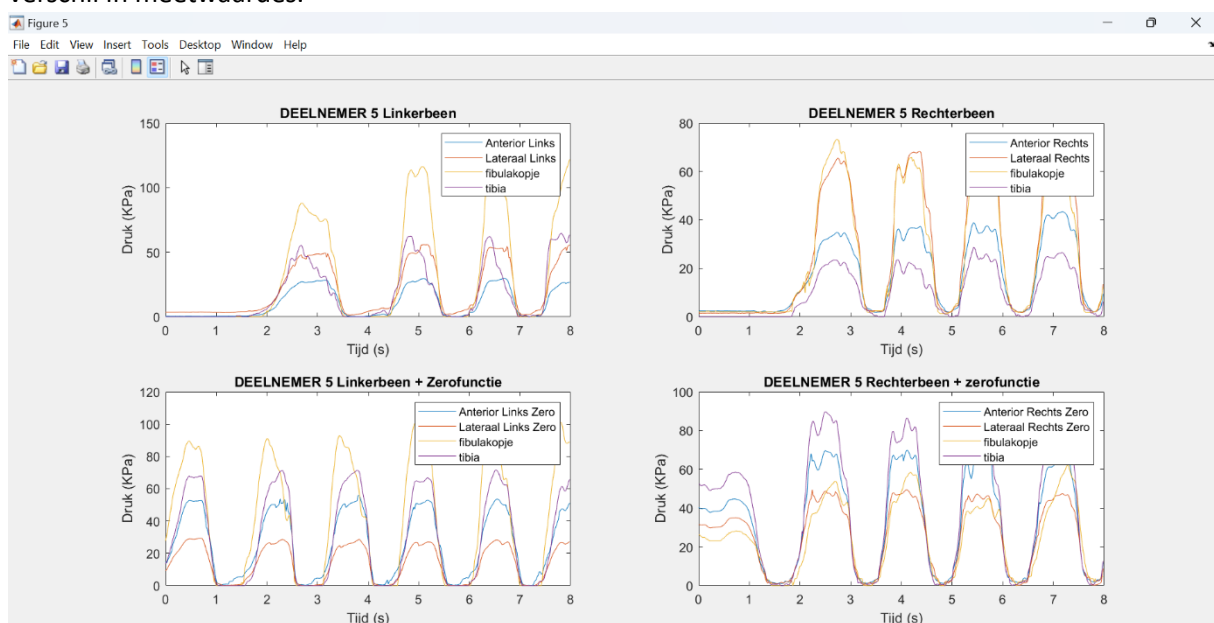 Figure 5
File Edit View Insert Tools Desktop Window Help
DEELNEMER 5 Linkerbeen
150
100
50
0
Druk (KPa)
0 1 2 3 4 5 6 7 8
Tijd (s)
Anterior Links
Lateraal Links
fibulakopje
tibia
DEELNEMER 5 Rechterbeen
80
60
40
20
0
Druk (KPa)
0 1 2 3 4 5 6 7 8
Tijd (s)
Anterior Rechts
Lateraal Rechts
fibulakopje
tibia
DEELNEMER 5 Linkerbeen + Zerofunctie
120
100
80
60
40
20
0
Druk (KPa)
0 1 2 3 4 5 6 7 8
Tijd (s)
Anterior Links Zero
Lateraal Links Zero
fibulakopje
tibia
DEELNEMER 5 Rechterbeen + zerofunctie
100
80
60
40
20
0
Druk (KPa)
0 1 2 3 4 5 6 7 8
Tijd (s)
Anterior Rechts Zero
Lateraal Rechts Zero
fibulakopje
tibia